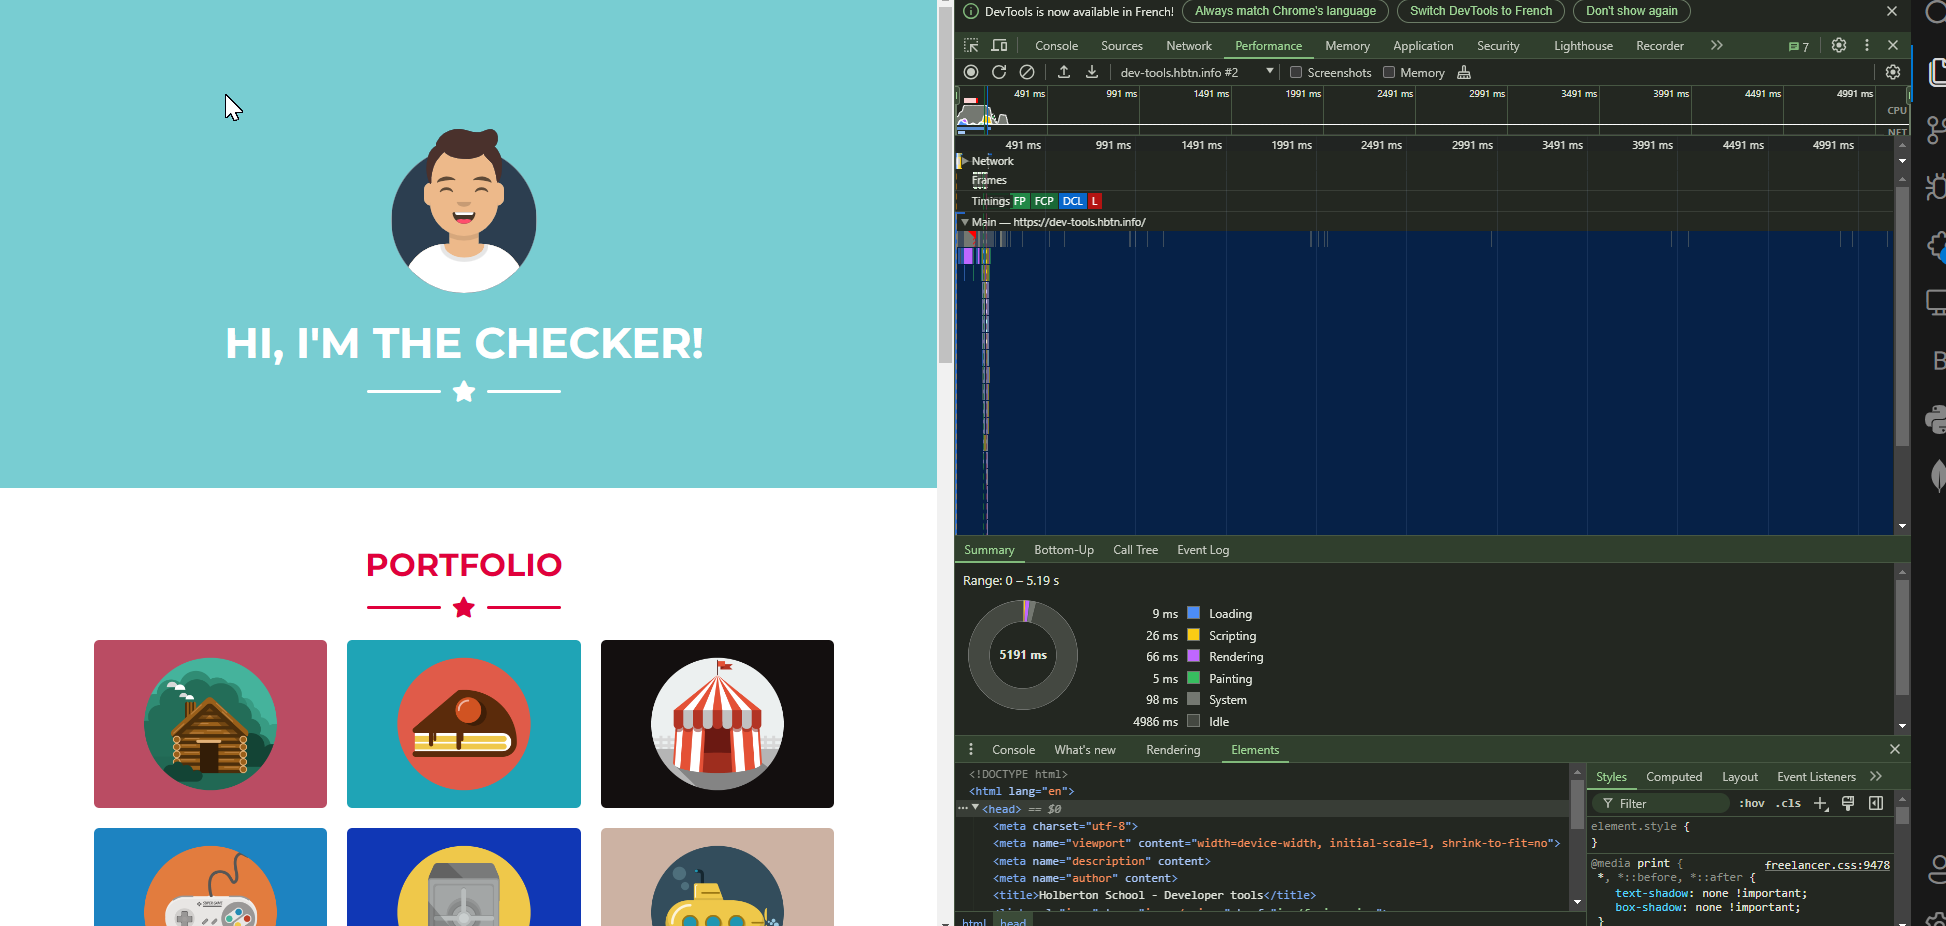 HI, I'M THE CHECKER!
PORTFOLIO
DevTools is now available in French! Always match Chrome's language Switch DevTools to French Don't show again
Console Sources Network Performance Memory Application Security Lighthouse Recorder 7
dev-tools.hbtn.info #2 Screenshots Memory
491 ms 991 ms 1491 ms 1991 ms 2491 ms 2991 ms 3491 ms 3991 ms 4491 ms 4991 ms
CPU
NET
491 ms 991 ms 1491 ms 1991 ms 2491 ms 2991 ms 3491 ms 3991 ms 4491 ms 4991 ms
Network
Frames
Timings FP FCP DCL L
Main — https://dev-tools.hbtn.info/
Summary Bottom-Up Call Tree Event Log
Range: 0 – 5.19 s
5191 ms
9 ms Loading
26 ms Scripting
66 ms Rendering
5 ms Painting
98 ms System
4986 ms Idle
Console What's new Rendering Elements
<!DOCTYPE html>
<html lang="en">
<head> == $0
<meta charset="utf-8">
<meta name="viewport" content="width=device-width, initial-scale=1, shrink-to-fit=no">
<meta name="description" content>
<meta name="author" content>
<title>Holberton School - Developer tools</title>
html head
Styles Computed Layout Event Listeners
Filter :hov .cls
element.style {
}
@media print { freelancer.css:9478
*, *::before, *::after {
text-shadow: none !important;
box-shadow: none !important;
}